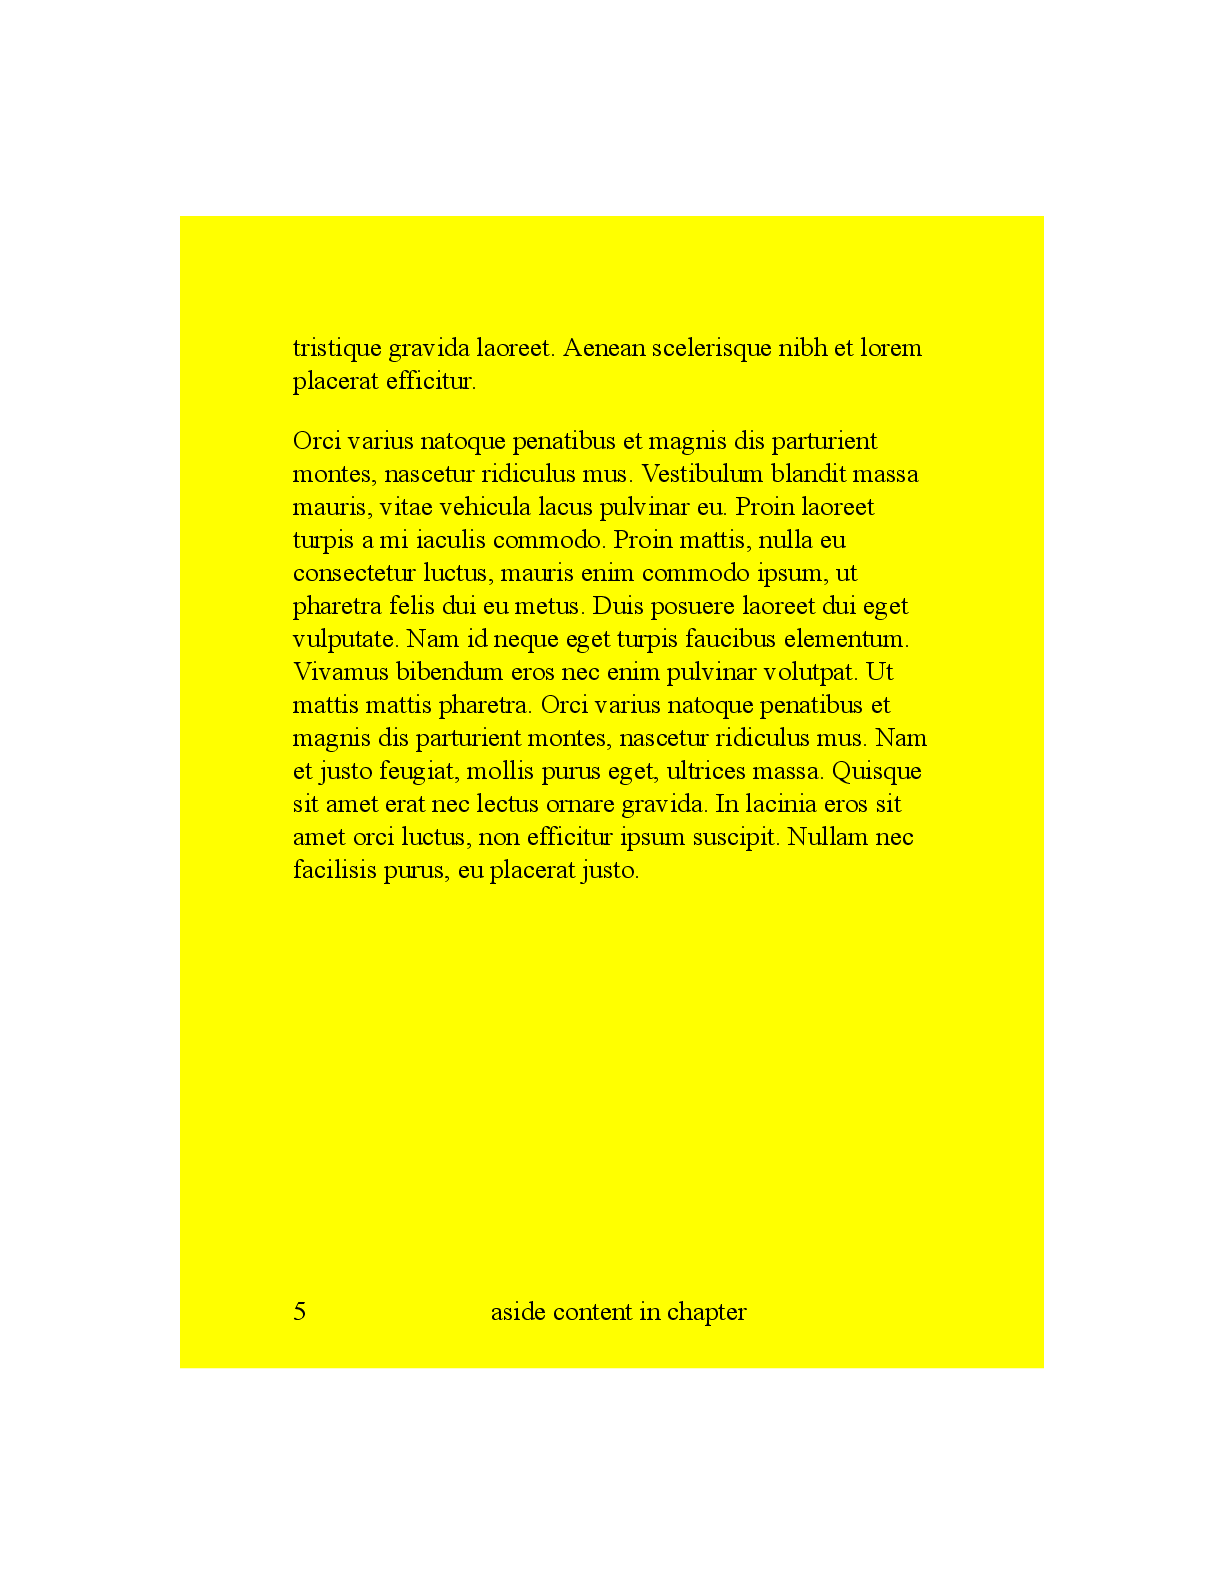 tristique gravida laoreet. Aenean scelerisque nibh et lorem
placerat efficitur.
Orci varius natoque penatibus et magnis dis parturient
montes, nascetur ridiculus mus. Vestibulum blandit massa
mauris, vitae vehicula lacus pulvinar eu. Proin laoreet
turpis a mi iaculis commodo. Proin mattis, nulla eu
consectetur luctus, mauris enim commodo ipsum, ut
pharetra felis dui eu metus. Duis posuere laoreet dui eget
vulputate. Nam id neque eget turpis faucibus elementum.
Vivamus bibendum eros nec enim pulvinar volutpat. Ut
mattis mattis pharetra. Orci varius natoque penatibus et
magnis dis parturient montes, nascetur ridiculus mus. Nam
et justo feugiat, mollis purus eget, ultrices massa. Quisque
sit amet erat nec lectus ornare gravida. In lacinia eros sit
amet orci luctus, non efficitur ipsum suscipit. Nullam nec
facilisis purus, eu placerat justo.
5 aside content in chapter